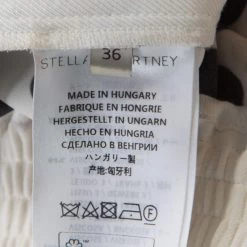 36
STELLA McCARTNEY
MADE IN HUNGARY
FABRIQUE EN HONGRIE
HERGESTELLT IN UNGARN
HECHO EN HUNGRIA
СДЕЛАНО В ВЕНГРИИ
ハンガリー製
产地:匈牙利